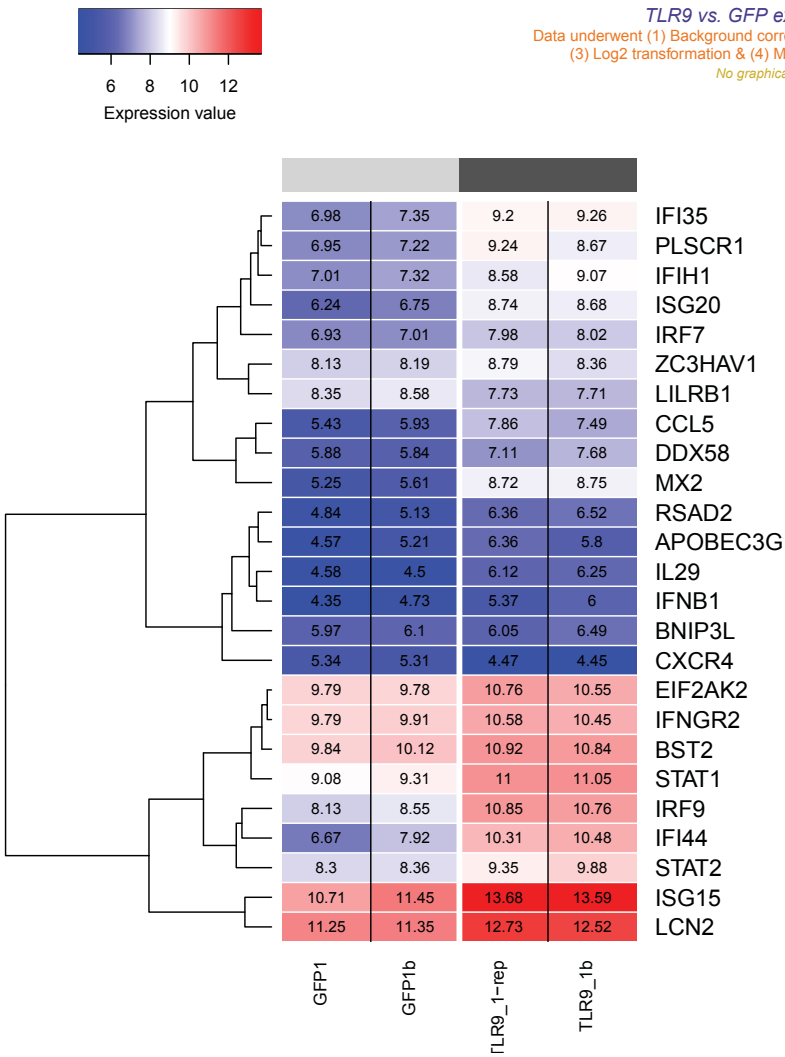 TLR9 vs. GFP
Data underwent (1) Background
(3) Log2 transformation & (4)
No
6 8 10 12
Expression value
6.98 7.35 9.2 9.26 IFI35
6.95 7.22 9.24 8.67 PLSCR1
7.01 7.32 8.58 9.07 IFIH1
6.24 6.75 8.74 8.68 ISG20
6.93 7.01 7.98 8.02 IRF7
8.13 8.19 8.79 8.36 ZC3HAV1
8.35 8.58 7.73 7.71 LILRB1
5.43 5.93 7.86 7.49 CCL5
5.88 5.84 7.11 7.68 DDX58
5.25 5.61 8.72 8.75 MX2
4.84 5.13 6.36 6.52 RSAD2
4.57 5.21 6.36 5.8 APOBEC3G
4.58 4.5 6.12 6.25 IL29
4.35 4.73 5.37 6 IFNB1
5.97 6.1 6.05 6.49 BNIP3L
5.34 5.31 4.47 4.45 CXCR4
9.79 9.78 10.76 10.55 EIF2AK2
9.79 9.91 10.58 10.45 IFNGR2
9.84 10.12 10.92 10.84 BST2
9.08 9.31 11 11.05 STAT1
8.13 8.55 10.85 10.76 IRF9
6.67 7.92 10.31 10.48 IFI44
8.3 8.36 9.35 9.88 STAT2
10.71 11.45 13.68 13.59 ISG15
11.25 11.35 12.73 12.52 LCN2
GFP1
GFP1b
TLR9_1-rep
TLR9_1b